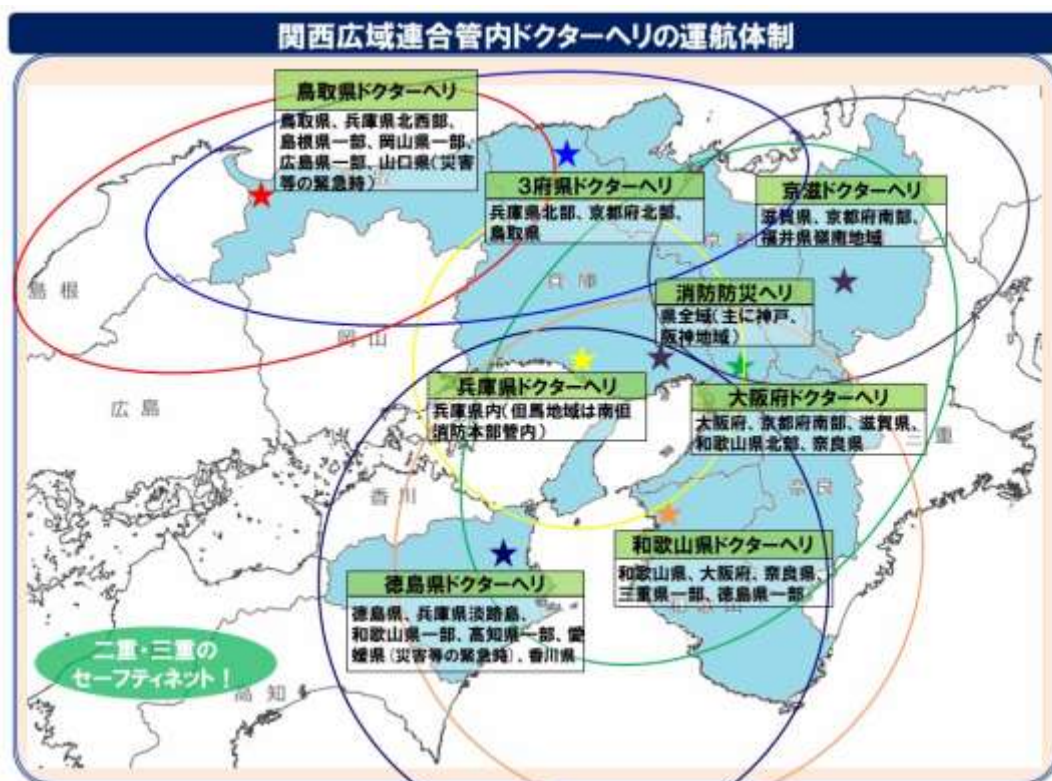 関西広域連合管内ドクターヘリの運航体制
鳥取県ドクターヘリ
鳥取県、兵庫県北西部、
島根県一部、岡山県一部、
広島県一部、山口県(災害
等の緊急時)
3府県ドクターヘリ
兵庫県北部、京都府北部、
鳥取県
京滋ドクターヘリ
滋賀県、京都府南部、
福井県嶺南地域
消防防災ヘリ
県全域(主に神戸、
阪神地域)
兵庫県ドクターヘリ
兵庫県内(但馬地域は南但
消防本部管内)
大阪府ドクターヘリ
大阪府、京都府南部、滋賀県、
和歌山県北部、奈良県
和歌山県ドクターヘリ
和歌山県、大阪府、奈良県、
三重県一部、徳島県一部
徳島県ドクターヘリ
徳島県、兵庫県淡路島、
和歌山県一部、高知県一部、愛
媛県(災害等の緊急時)、香川県
島根
岡山
広島
兵庫
香川
奈良
三重
高知
二重・三重の
セーフティネット！